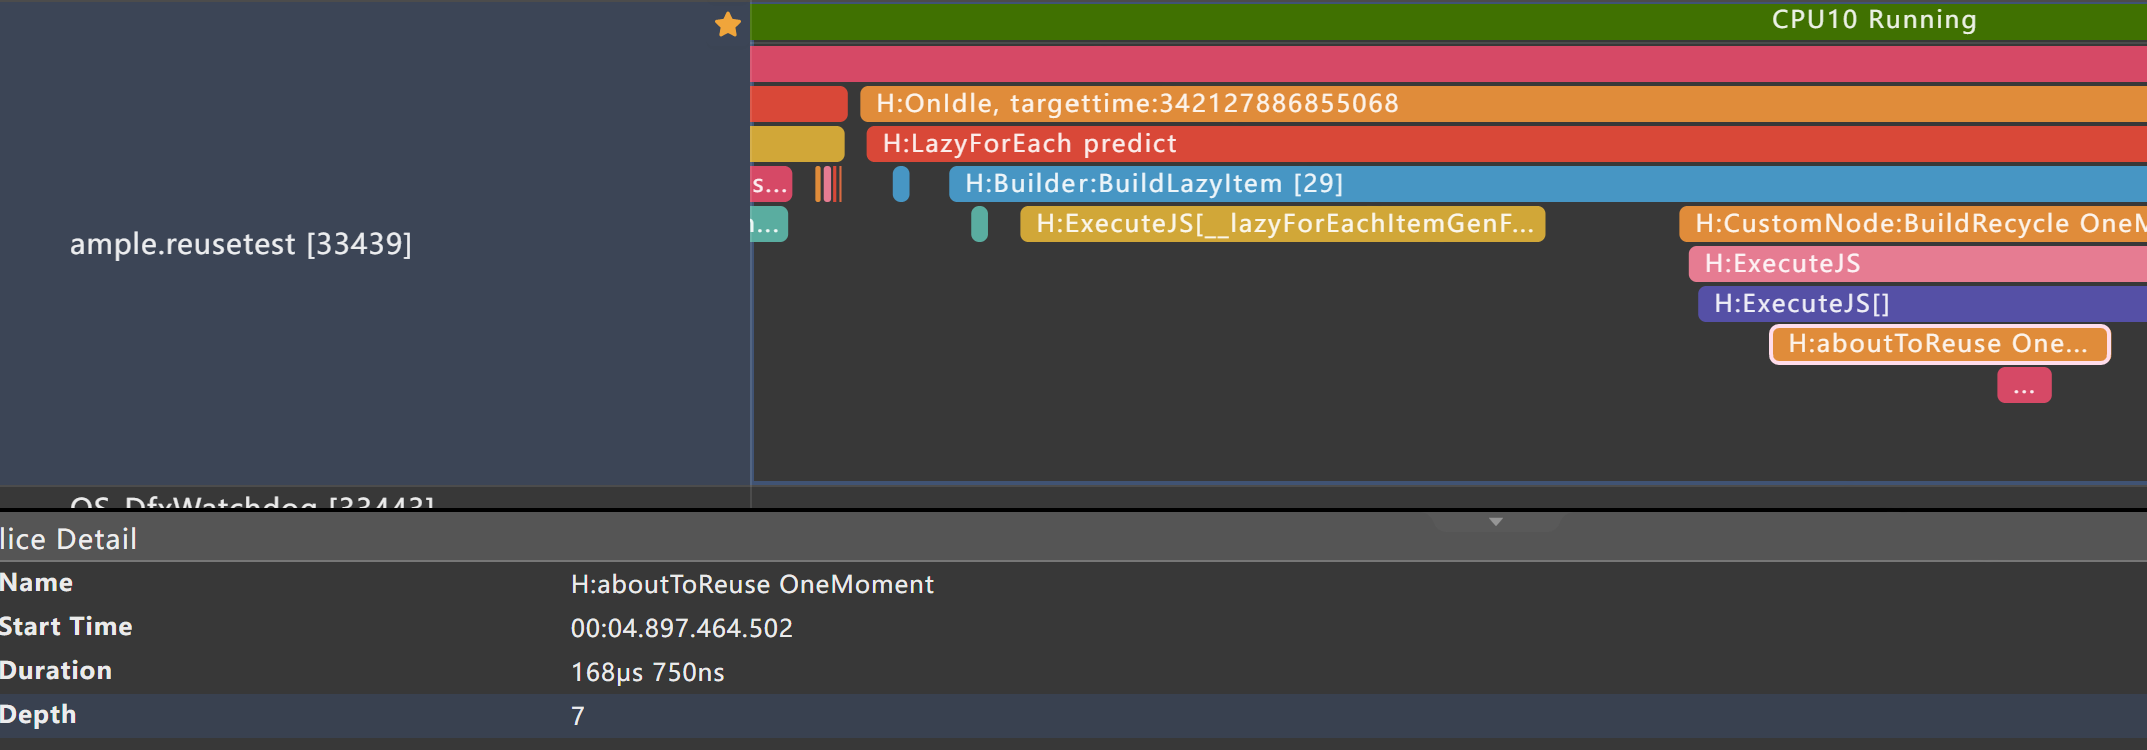 CPU10 Running
H:OnIdle, targettime:342127886855068
H:LazyForEach predict
s... H:Builder:BuildLazyItem [29]
... H:ExecuteJS[__lazyForEachItemGenF... H:CustomNode:BuildRecycle OneM
ample.reusetest [33439]
H:ExecuteJS
H:ExecuteJS[]
H:aboutToReuse One...
...
OS_DfxWatchdog [33443]
lice Detail
Name H:aboutToReuse OneMoment
Start Time 00:04.897.464.502
Duration 168μs 750ns
Depth 7